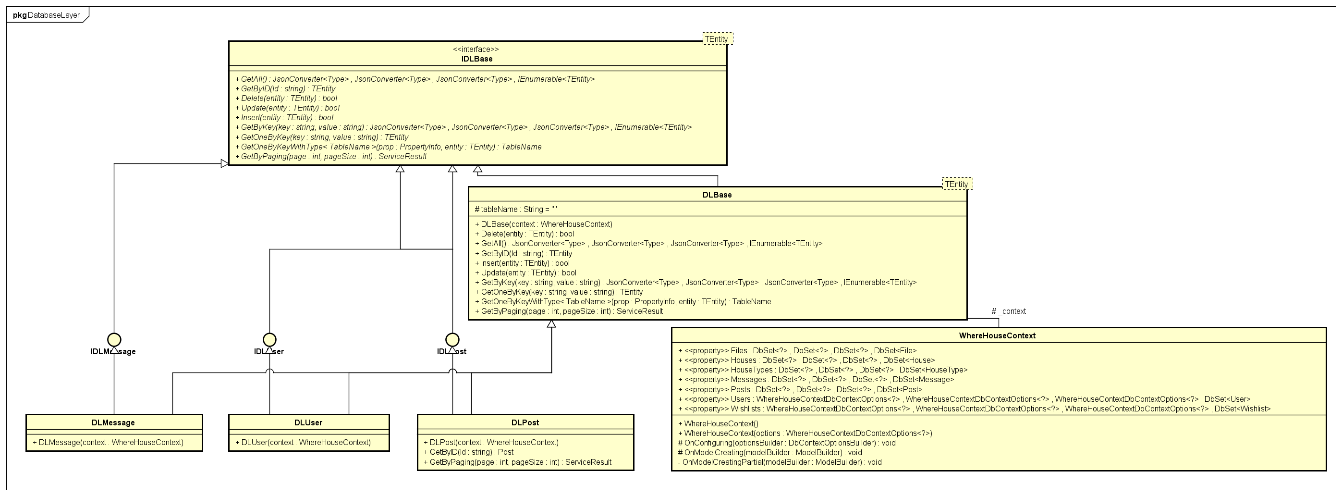 pkg DatabaseLayer
TEntity
<<interface>>
IDLBase
+ GetAll() : JsonConverter<Type> , JsonConverter<Type> , JsonConverter<Type> , IEnumerable<TEntity>
+ GetByID(id : string) : TEntity
+ Delete(entity : TEntity) : bool
+ Update(entity : TEntity) : bool
+ Insert(entity : TEntity) : bool
+ GetByKey(key : string, value : string) : JsonConverter<Type> , JsonConverter<Type> , JsonConverter<Type> , IEnumerable<TEntity>
+ GetOneByKey(key : string, value : string) : TEntity
+ GetOneByKeyWithType< TableName >(prop : PropertyInfo, entity : TEntity) : TableName
+ GetByPaging(page : int, pageSize : int) : ServiceResult
TEntity
DLBase
# tableName : String = ""
+ DLBase(context : WhereHouseContext)
+ Delete(entity : TEntity) : bool
+ GetAll() : JsonConverter<Type> , JsonConverter<Type> , JsonConverter<Type> , IEnumerable<TEntity>
+ GetByID(id : string) : TEntity
+ Insert(entity : TEntity) : bool
+ Update(entity : TEntity) : bool
+ GetByKey(key : string, value : string) : JsonConverter<Type> , JsonConverter<Type> , JsonConverter<Type> , IEnumerable<TEntity>
+ GetOneByKey(key : string, value : string) : TEntity
+ GetOneByKeyWithType< TableName >(prop : PropertyInfo, entity : TEntity) : TableName
+ GetByPaging(page : int, pageSize : int) : ServiceResult
# context
WhereHouseContext
+ <<property>> Files : DbSet<?> , DbSet<?> , DbSet<?> , DbSet<File>
+ <<property>> Houses : DbSet<?> , DbSet<?> , DbSet<?> , DbSet<House>
+ <<property>> HouseTypes : DbSet<?> , DbSet<?> , DbSet<?> , DbSet<HouseType>
+ <<property>> Messages : DbSet<?> , DbSet<?> , DbSet<?> , DbSet<Message>
+ <<property>> Posts : DbSet<?> , DbSet<?> , DbSet<?> , DbSet<Post>
+ <<property>> Users : WhereHouseContextDbContextOptions<?> , WhereHouseContextDbContextOptions<?> , WhereHouseContextDbContextOptions<?> , DbSet<User>
+ <<property>> Wishlists : WhereHouseContextDbContextOptions<?> , WhereHouseContextDbContextOptions<?> , WhereHouseContextDbContextOptions<?> , DbSet<Wishlist>
+ WhereHouseContext()
+ WhereHouseContext(options : WhereHouseContextDbContextOptions<?>)
# OnConfiguring(optionsBuilder : DbContextOptionsBuilder) : void
# OnModelCreating(modelBuilder : ModelBuilder) : void
- OnModelCreatingPartial(modelBuilder : ModelBuilder) : void
IDLMessage
IDLUser
IDLPost
DLMessage
+ DLMessage(context : WhereHouseContext)
DLUser
+ DLUser(context : WhereHouseContext)
DLPost
+ DLPost(context : WhereHouseContext)
+ GetByID(id : string) : Post
+ GetByPaging(page : int, pageSize : int) : ServiceResult